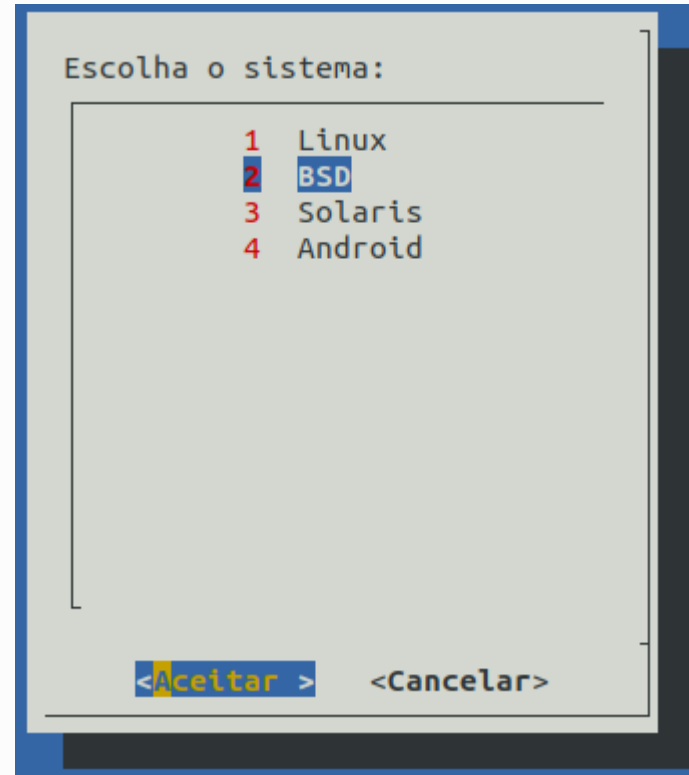 Escolha o sistema:
1 Linux
2 BSD
3 Solaris
4 Android
<Aceitar > <Cancelar>